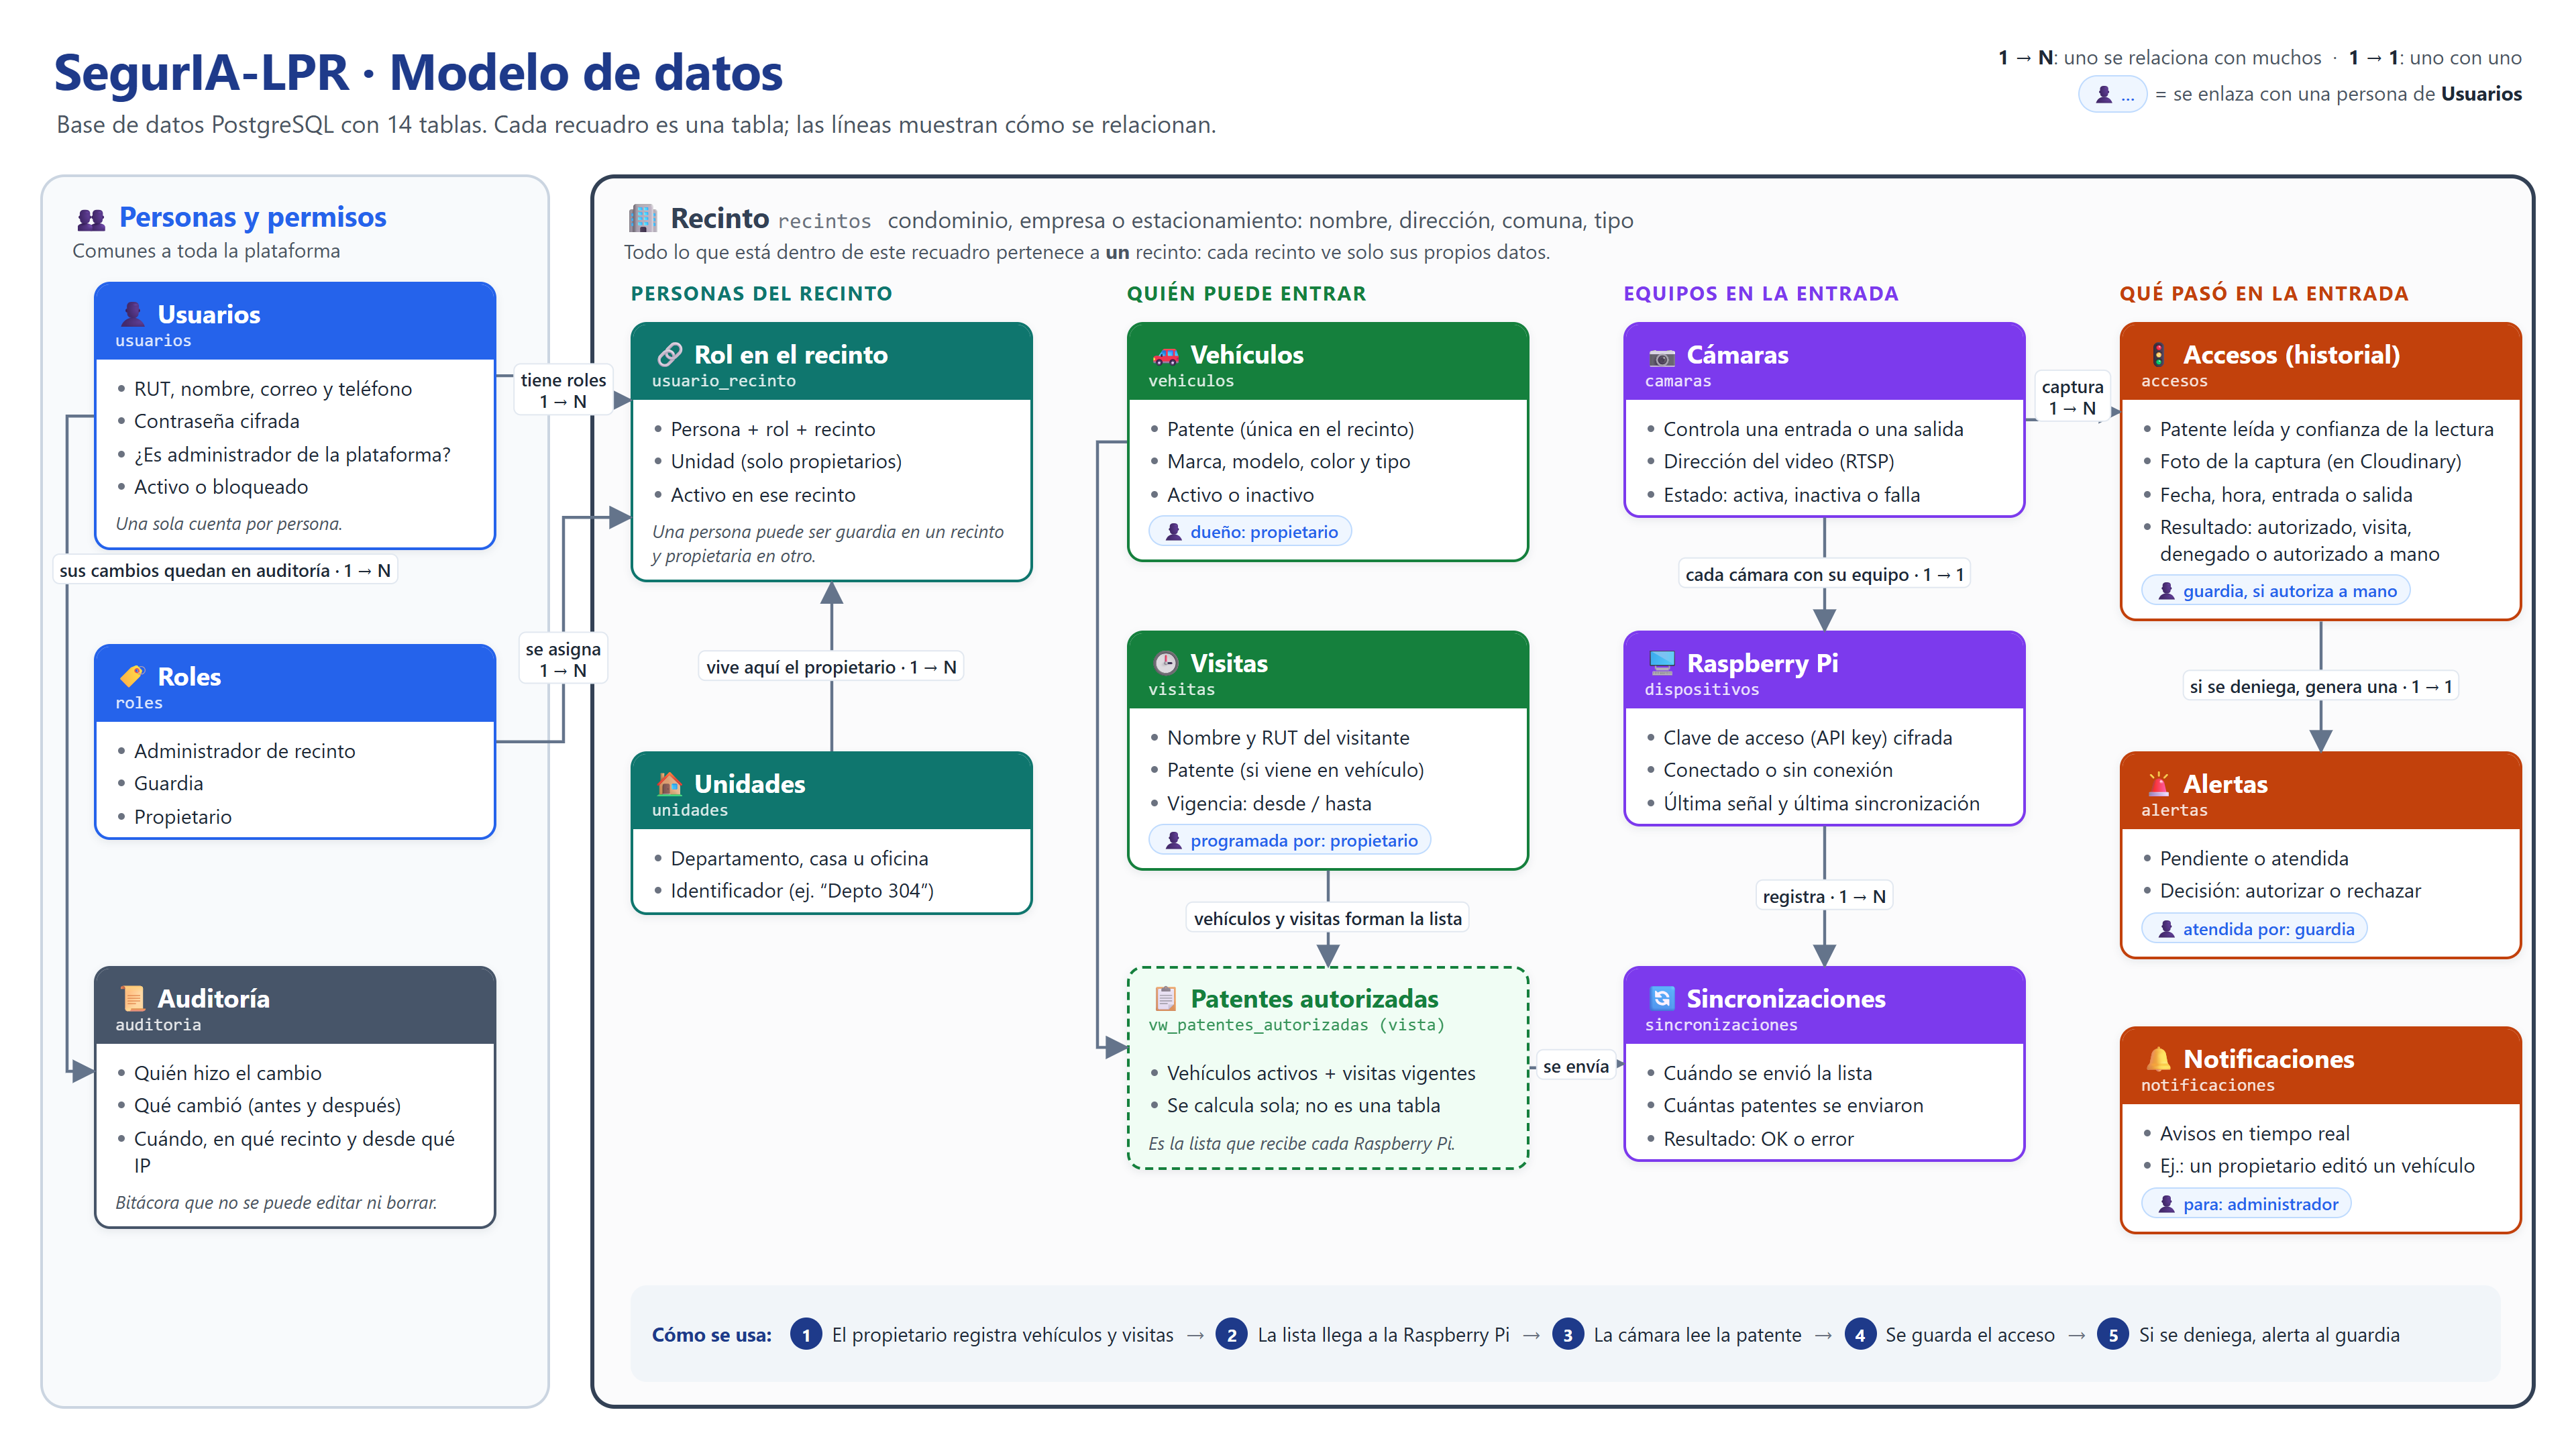 SegurIA-LPR · Modelo de datos
Base de datos PostgreSQL con 14 tablas. Cada recuadro es una tabla; las líneas muestran cómo se relacionan.
1 → N: uno se relaciona con muchos · 1 → 1: uno con uno
... = se enlaza con una persona de Usuarios
Personas y permisos
Comunes a toda la plataforma
Usuarios
usuarios
RUT, nombre, correo y teléfono
Contraseña cifrada
¿Es administrador de la plataforma?
Activo o bloqueado
Una sola cuenta por persona.
sus cambios quedan en auditoría · 1 → N
Roles
roles
Administrador de recinto
Guardia
Propietario
Auditoría
auditoria
Quién hizo el cambio
Qué cambió (antes y después)
Cuándo, en qué recinto y desde qué
IP
Bitácora que no se puede editar ni borrar.
tiene roles
1 → N
se asigna
1 → N
Recinto recintos condominio, empresa o estacionamiento: nombre, dirección, comuna, tipo
Todo lo que está dentro de este recuadro pertenece a un recinto: cada recinto ve solo sus propios datos.
PERSONAS DEL RECINTO
Rol en el recinto
usuario_recinto
Persona + rol + recinto
Unidad (solo propietarios)
Activo en ese recinto
Una persona puede ser guardia en un recinto
y propietaria en otro.
vive aquí el propietario · 1 → N
Unidades
unidades
Departamento, casa u oficina
Identificador (ej. “Depto 304”)
QUIÉN PUEDE ENTRAR
Vehículos
vehiculos
Patente (única en el recinto)
Marca, modelo, color y tipo
Activo o inactivo
dueño: propietario
Visitas
visitas
Nombre y RUT del visitante
Patente (si viene en vehículo)
Vigencia: desde / hasta
programada por: propietario
vehículos y visitas forman la lista
Patentes autorizadas
vw_patentes_autorizadas (vista)
Vehículos activos + visitas vigentes
Se calcula sola; no es una tabla
Es la lista que recibe cada Raspberry Pi.
se envía
EQUIPOS EN LA ENTRADA
Cámaras
camaras
Controla una entrada o una salida
Dirección del video (RTSP)
Estado: activa, inactiva o falla
cada cámara con su equipo · 1 → 1
Raspberry Pi
dispositivos
Clave de acceso (API key) cifrada
Conectado o sin conexión
Última señal y última sincronización
registra · 1 → N
Sincronizaciones
sincronizaciones
Cuándo se envió la lista
Cuántas patentes se enviaron
Resultado: OK o error
captura
1 → N
QUÉ PASÓ EN LA ENTRADA
Accesos (historial)
accesos
Patente leída y confianza de la lectura
Foto de la captura (en Cloudinary)
Fecha, hora, entrada o salida
Resultado: autorizado, visita,
denegado o autorizado a mano
guardia, si autoriza a mano
si se deniega, genera una · 1 → 1
Alertas
alertas
Pendiente o atendida
Decisión: autorizar o rechazar
atendida por: guardia
Notificaciones
notificaciones
Avisos en tiempo real
Ej.: un propietario editó un vehículo
para: administrador
Cómo se usa: 1 El propietario registra vehículos y visitas → 2 La lista llega a la Raspberry Pi → 3 La cámara lee la patente → 4 Se guarda el acceso → 5 Si se deniega, alerta al guardia